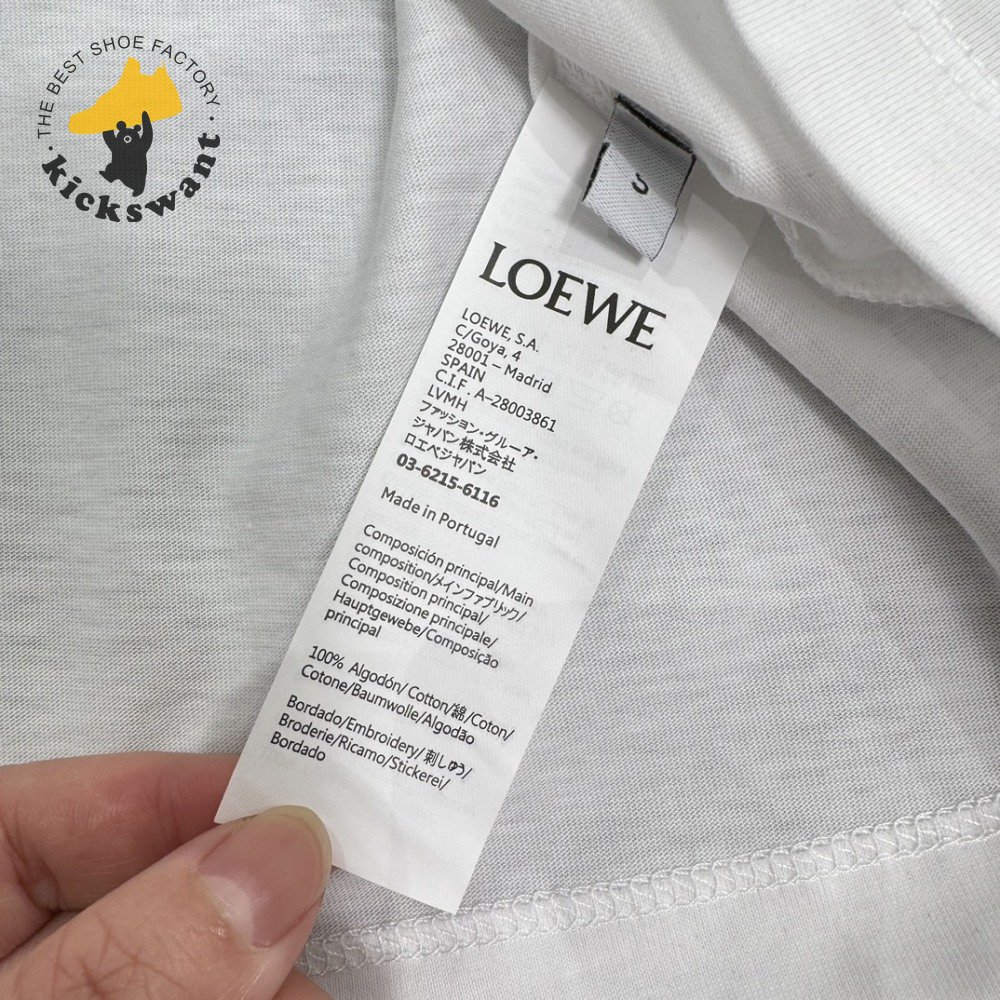 THE BEST SHOE FACTORY
kickswant
S
LOEWE
LOEWE, S.A.
C/Goya, 4
28001 – Madrid
SPAIN
C.I.F. A–28003861
LVMH
ファッション・グルーア・
ジャパン株式会社
ロエベジャパン
03-6215-6116
Made in Portugal
Composición principal/Main
composition/メインファブリック/
Composition principal/
Composizione principale/
Hauptgewebe/Composição
principal
100% Algodón/ Cotton/綿/Coton/
Cotone/Baumwolle/Algodão
Bordado/Embroidery/刺しゅう/
Broderie/Ricamo/Stickerei/
Bordado